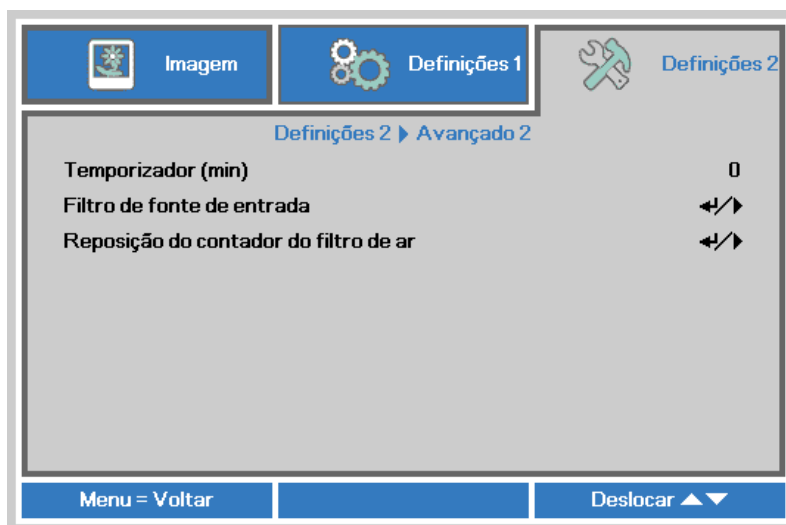 Imagem
Definições 1
Definições 2
Definições 2 ▶ Avançado 2
Temporizador (min) 0
Filtro de fonte de entrada ↵/▶
Reposição do contador do filtro de ar ↵/▶
Menu = Voltar
Deslocar ▲▼